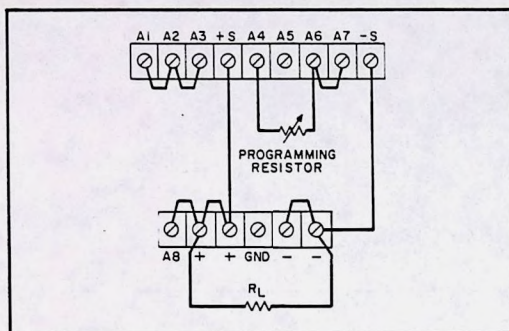 A1 A2 A3 +S A4 A5 A6 A7 -S
PROGRAMMING
RESISTOR
A8 + + GND - -
RL